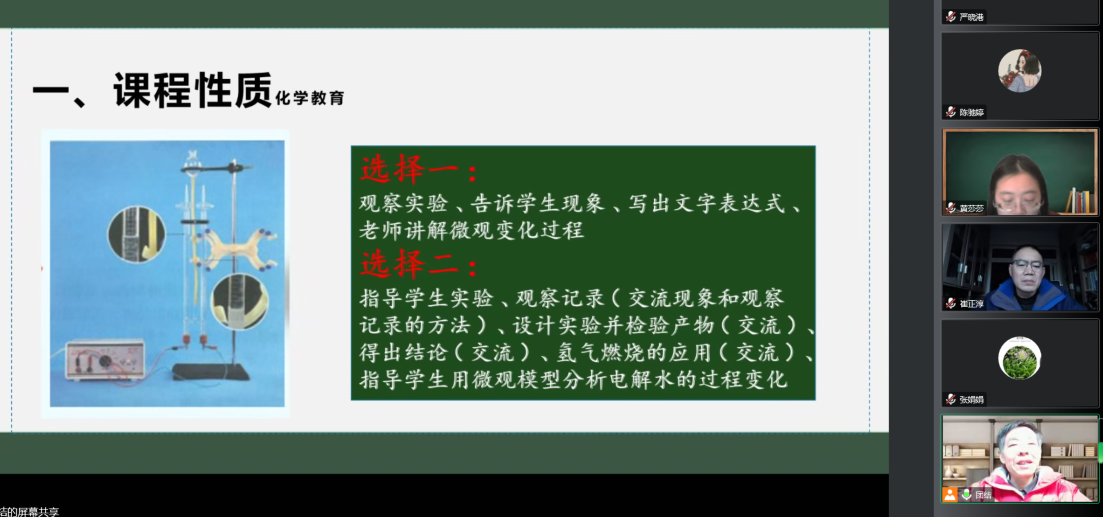 一、课程性质化学教育
选择一：
观察实验、告诉学生现象、写出文字表达式、
老师讲解微观变化过程
选择二：
指导学生实验、观察记录（交流现象和观察
记录的方法）、设计实验并检验产物（交流）、
得出结论（交流）、氢气燃烧的应用（交流）、
指导学生用微观模型分析电解水的过程变化
严晓港
陈驰婷
黄莎莎
崔正淳
张娟娟
团结
结的屏幕共享